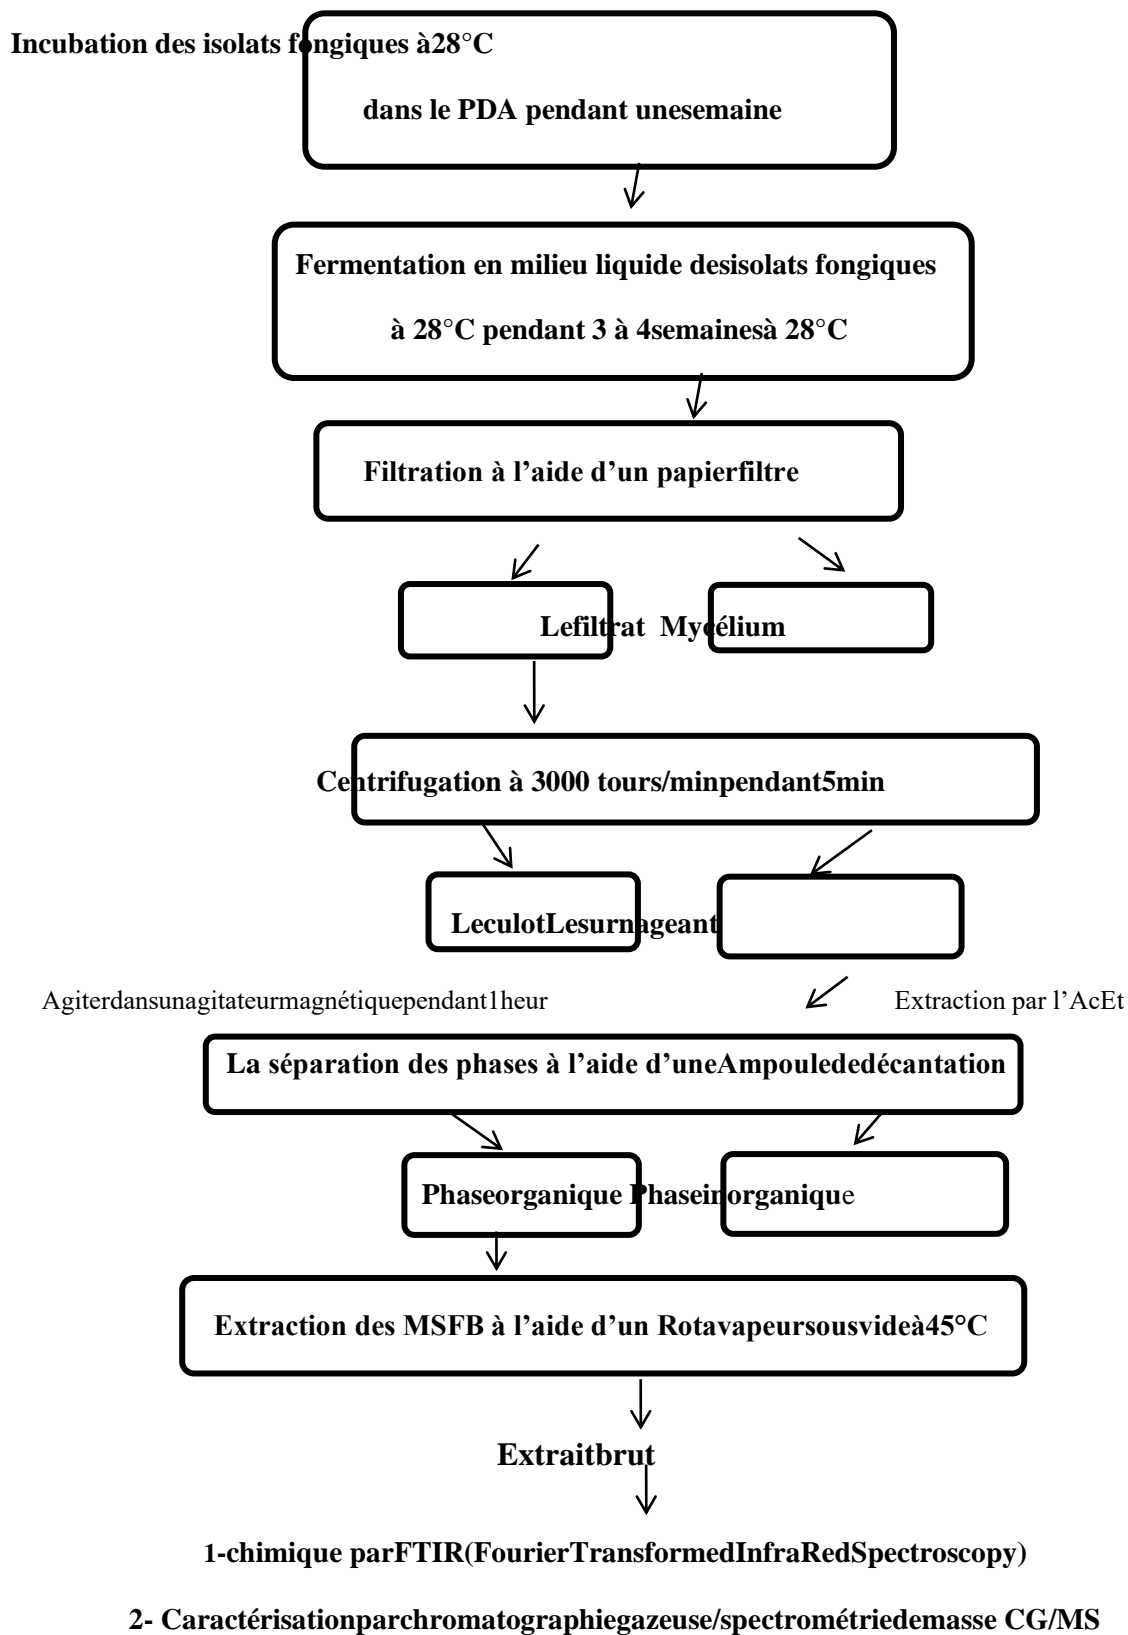 Incubation des isolats fongiques à28°C
dans le PDA pendant unesemaine
Fermentation en milieu liquide desisolats fongiques
à 28°C pendant 3 à 4semainesà 28°C
Filtration à l’aide d’un papierfiltre
Lefiltrat Mycélium
Centrifugation à 3000 tours/minpendant5min
LeculotLesurnageant
Agiterdansunagitateurmagnétiquependant1heur Extraction par l’AcEt
La séparation des phases à l’aide d’uneAmpoulededécantation
Phaseorganique Phaseinorganique
Extraction des MSFB à l’aide d’un Rotavapeursousvideà45°C
Extraitbrut
1-chimique parFTIR(FourierTransformedInfraRedSpectroscopy)
2- Caractérisationparchromatographiegazeuse/spectrométriedemasse CG/MS